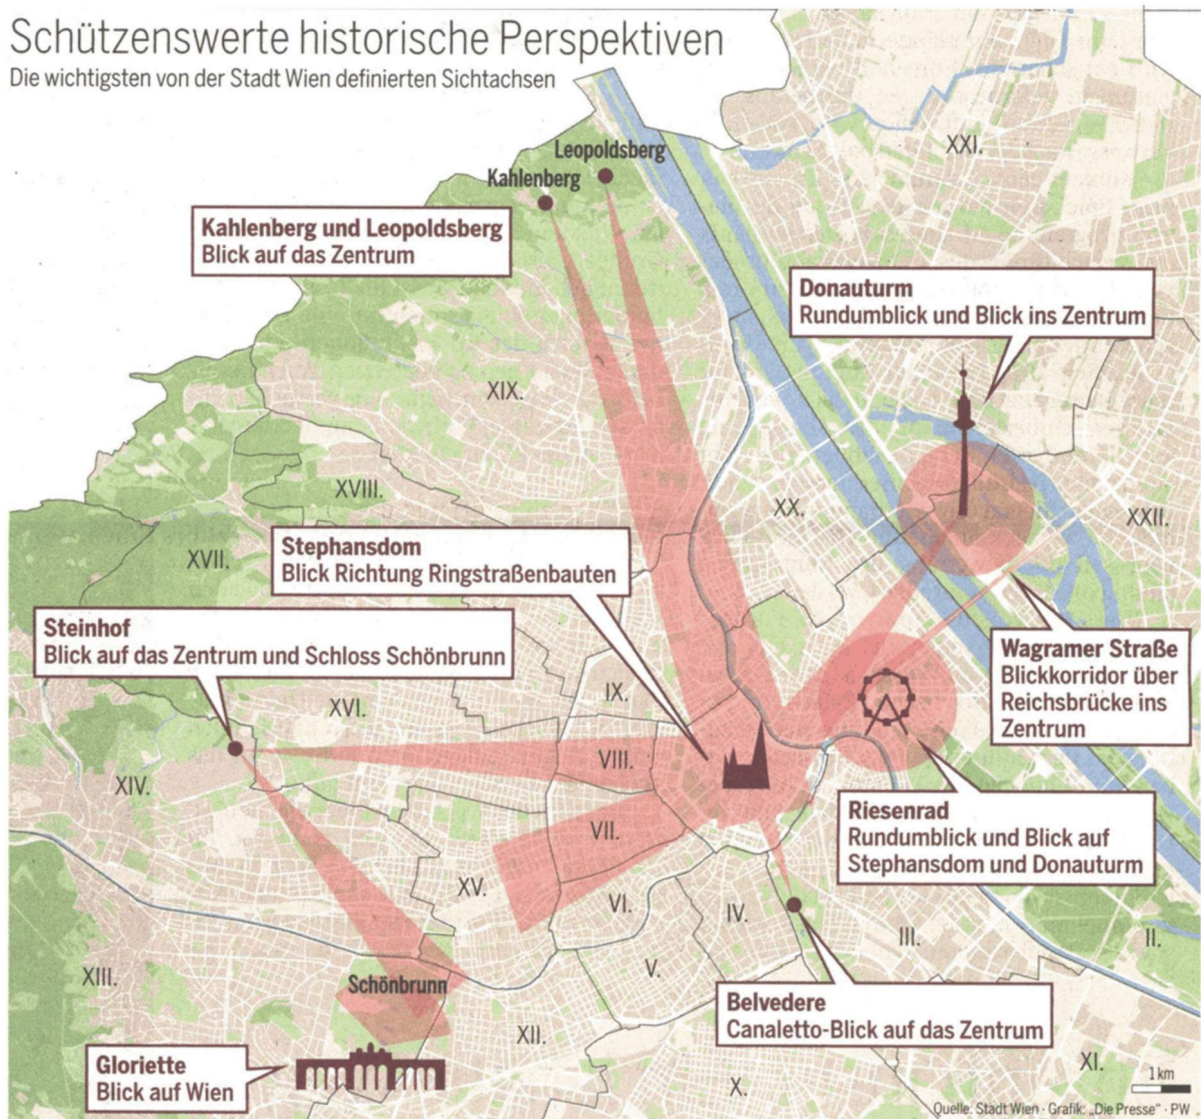 Schützenswerte historische Perspektiven
Die wichtigsten von der Stadt Wien definierten Sichtachsen
XXI.
Leopoldsberg
Kahlenberg
Kahlenberg und Leopoldsberg
Blick auf das Zentrum
Donauturm
Rundumblick und Blick ins Zentrum
XIX.
XVIII.
XX.
XXII.
XVII.
Stephansdom
Blick Richtung Ringstraßenbauten
Steinhof
Blick auf das Zentrum und Schloss Schönbrunn
Wagramer Straße
Blickkorridor über
Reichsbrücke ins
Zentrum
IX.
XVI.
VIII.
XIV.
Riesenrad
Rundumblick und Blick auf
Stephansdom und Donauturm
VII.
XV.
VI.
IV.
III.
II.
V.
XIII.
Schönbrunn
Belvedere
Canaletto-Blick auf das Zentrum
XII.
Gloriette
Blick auf Wien
X.
XI.
1 km
Quelle: Stadt Wien · Grafik: „Die Presse“ · PW